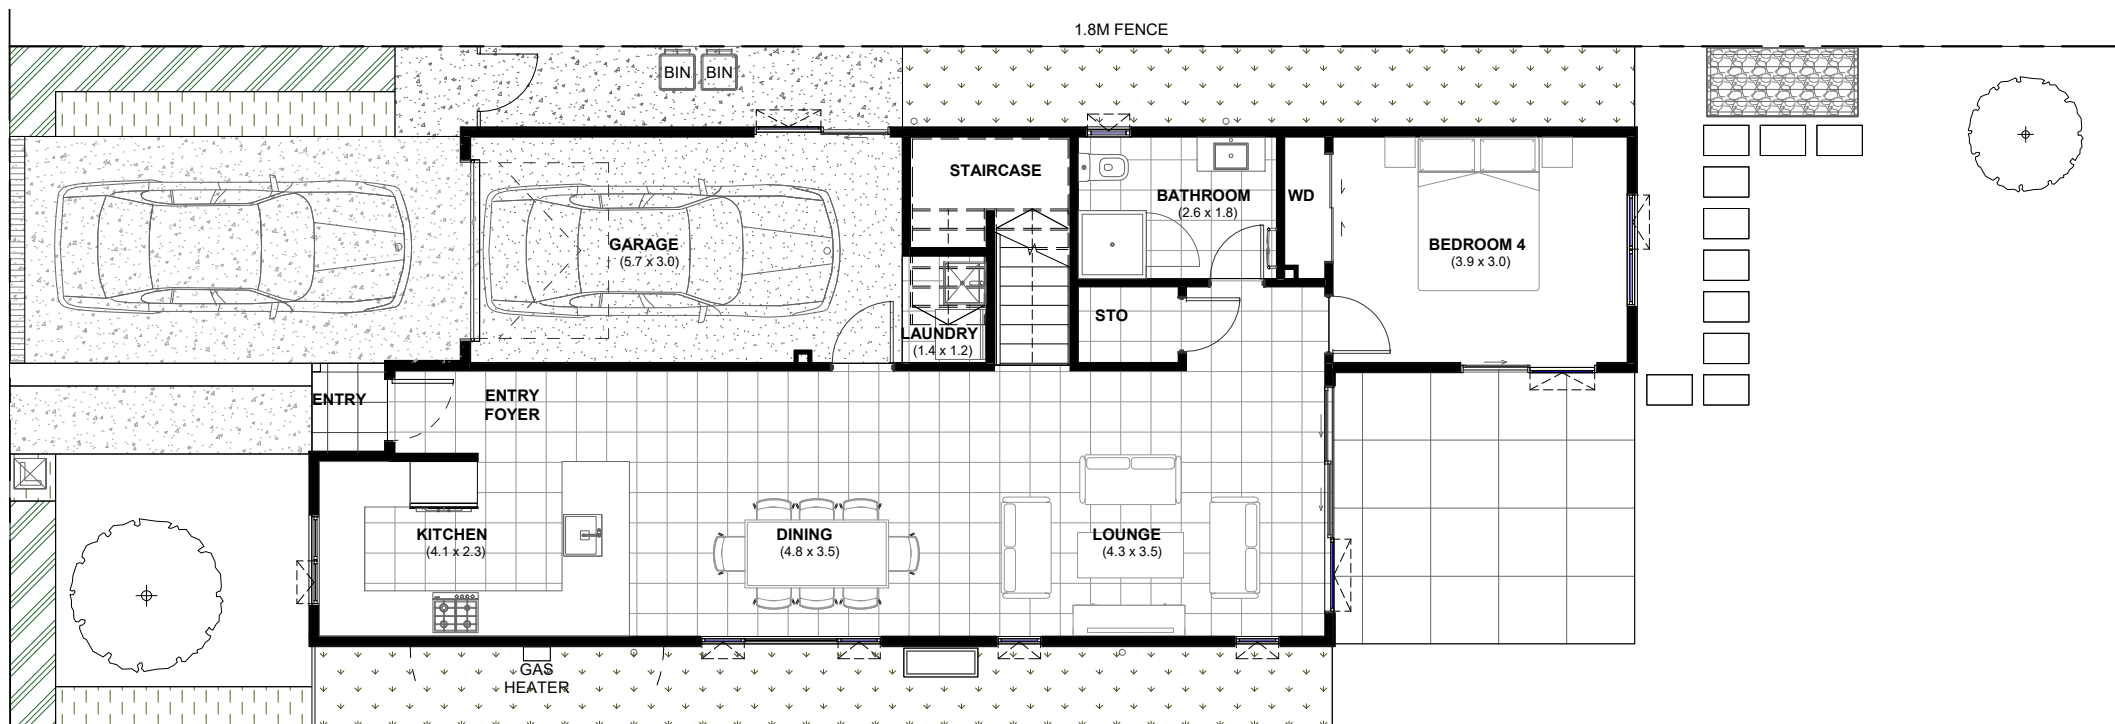 1.8M FENCE
BIN BIN
STAIRCASE
BATHROOM
(2.6 x 1.8)
WD
GARAGE
(5.7 x 3.0)
BEDROOM 4
(3.9 x 3.0)
STO
LAUNDRY
(1.4 x 1.2)
ENTRY
ENTRY
FOYER
KITCHEN
(4.1 x 2.3)
DINING
(4.8 x 3.5)
LOUNGE
(4.3 x 3.5)
GAS
HEATER